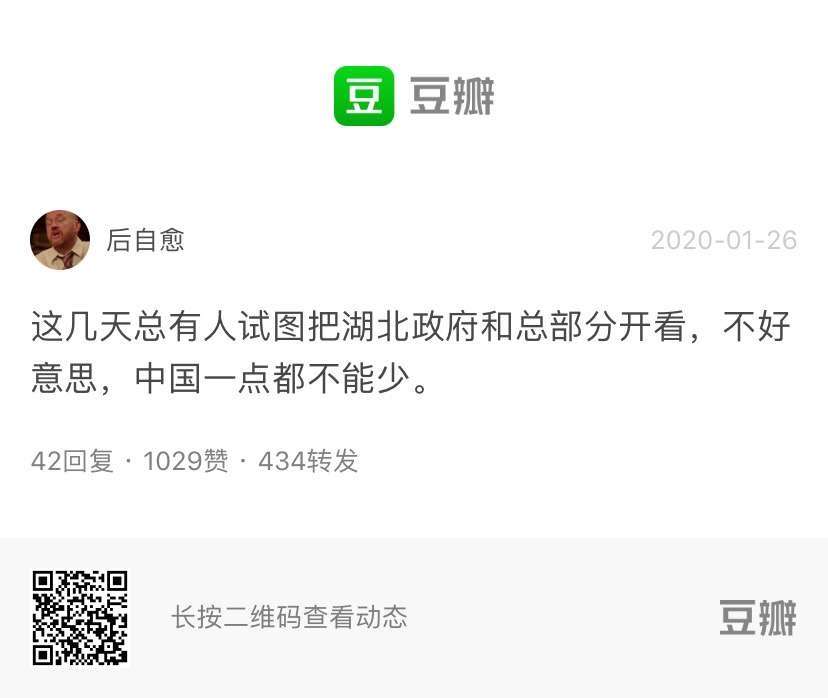 豆 豆瓣
后自愈 2020-01-26
这几天总有人试图把湖北政府和总部分开看，不好
意思，中国一点都不能少。
42回复 · 1029赞 · 434转发
长按二维码查看动态 豆瓣